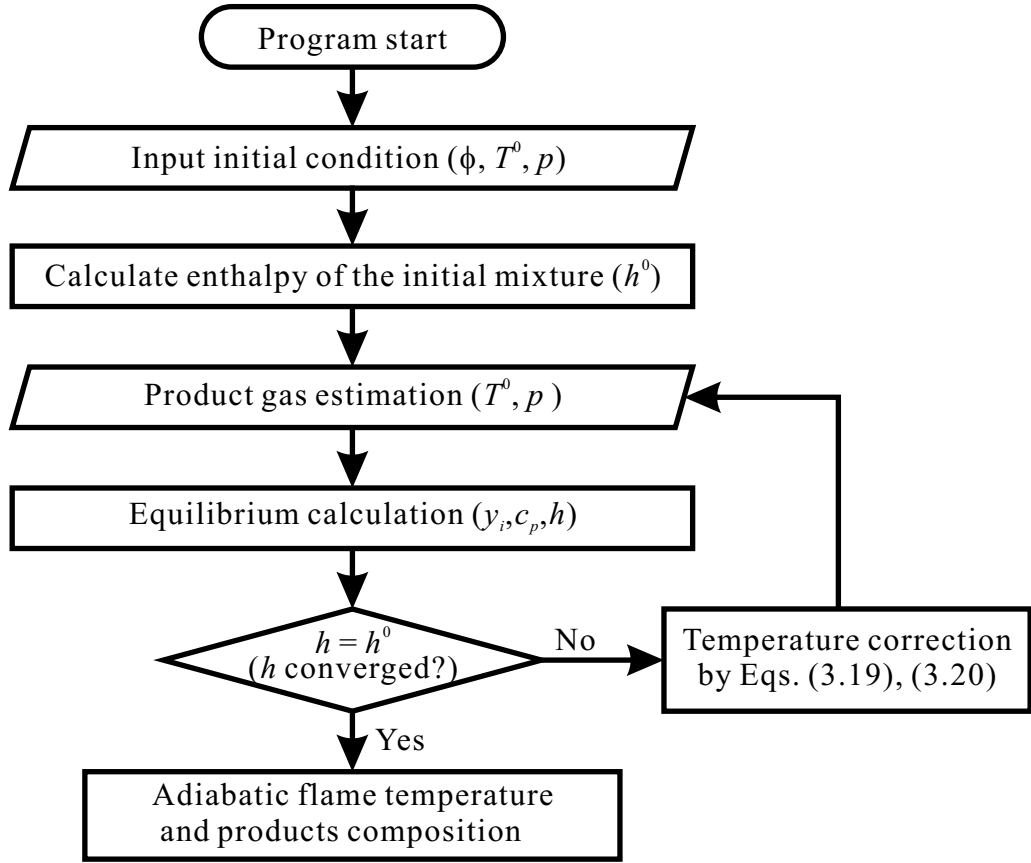 Program start
Input initial condition (ϕ, T⁰, p)
Calculate enthalpy of the initial mixture (h⁰)
Product gas estimation (T⁰, p )
Equilibrium calculation (yᵢ,cₚ,h)
h = h⁰
(h converged?)
No
Temperature correction
by Eqs. (3.19), (3.20)
Yes
Adiabatic flame temperature
and products composition